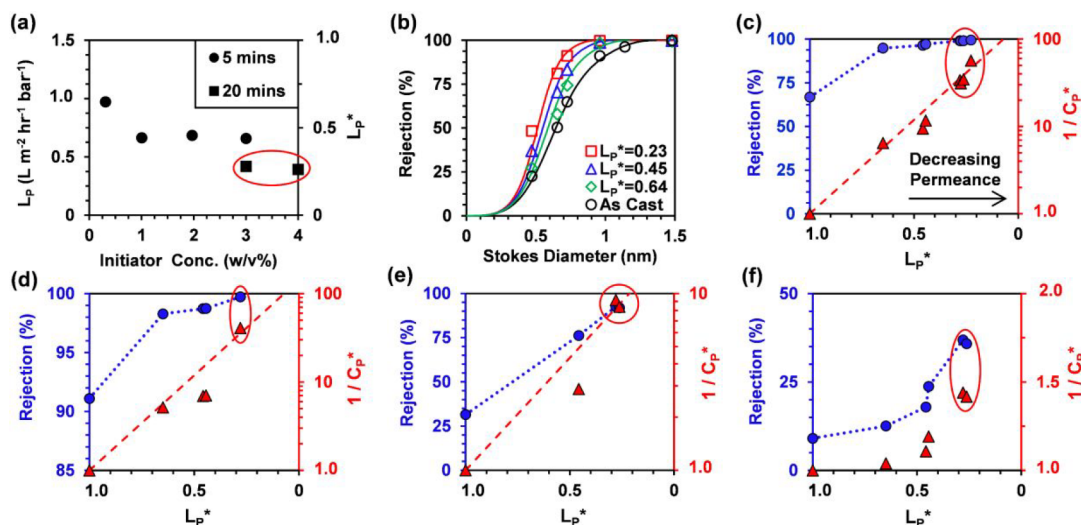 (a)
1.5
1.0
0.5
0
L_P (L m⁻² hr⁻¹ bar⁻¹)
● 5 mins
■ 20 mins
1.0
0.5
0
L_P*
0 1 2 3 4
Initiator Conc. (w/v%)
(b)
100
75
50
25
0
Rejection (%)
L_P*=0.23
L_P*=0.45
L_P*=0.64
As Cast
0 0.5 1.0 1.5
Stokes Diameter (nm)
(c)
100
75
50
25
0
Rejection (%)
Decreasing
Permeance
100
10
1.0
1 / C_P*
1.0 0.5 0
L_P*
(d)
100
97
94
91
88
85
Rejection (%)
100
10
1.0
1 / C_P*
1.0 0.5 0
L_P*
(e)
100
75
50
25
0
Rejection (%)
10
1.0
1 / C_P*
1.0 0.5 0
L_P*
(f)
50
25
0
Rejection (%)
2.0
1.5
1.0
1 / C_P*
1.0 0.5 0
L_P*